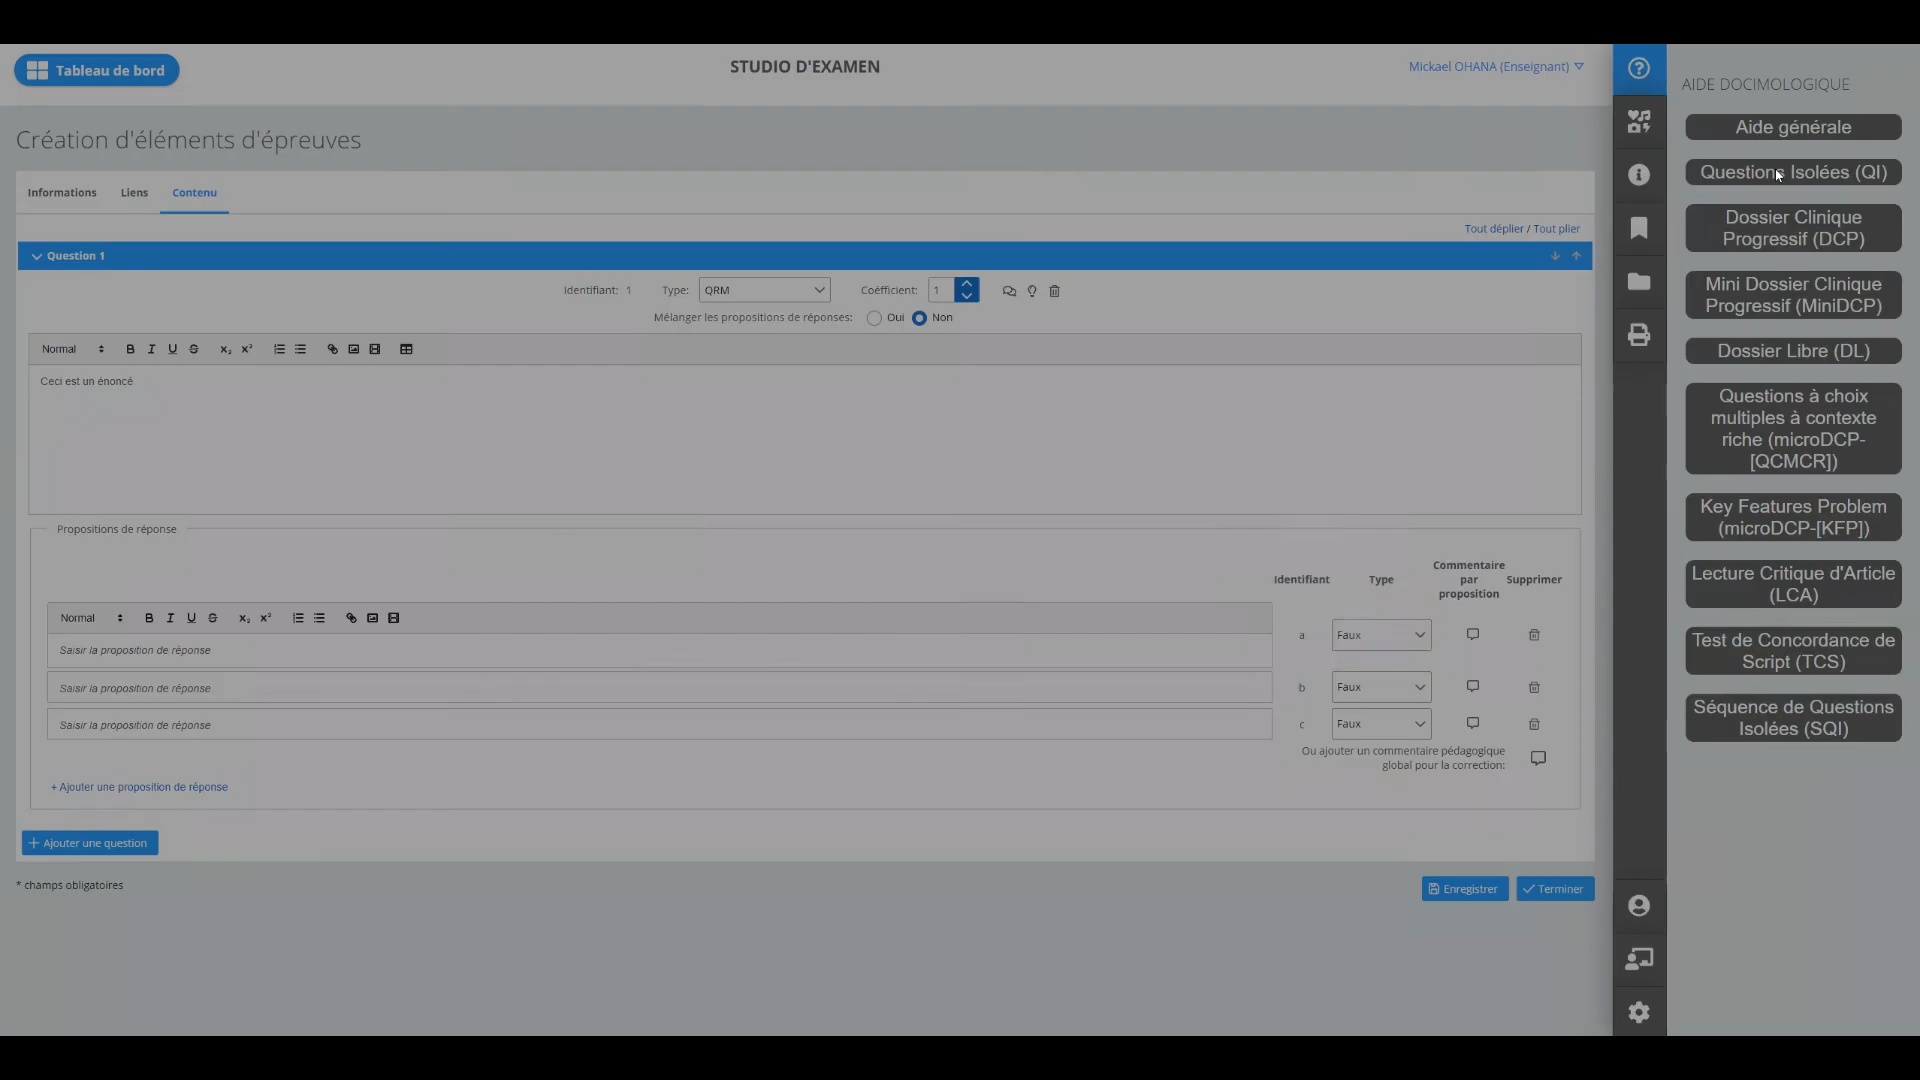 Tableau de bord
STUDIO D'EXAMEN
Mickael OHANA (Enseignant)
Création d'éléments d'épreuves
Informations Liens Contenu
Tout déplier / Tout plier
Question 1
Identifiant: 1 Type: QRM Coéfficient: 1
Mélanger les propositions de réponses: Oui Non
Normal B I U S x₂ x²
Ceci est un énoncé
Propositions de réponse
Identifiant Type Commentaire par proposition Supprimer
Normal B I U S x₂ x²
Saisir la proposition de réponse a Faux
Saisir la proposition de réponse b Faux
Saisir la proposition de réponse c Faux
Ou ajouter un commentaire pédagogique
global pour la correction:
+ Ajouter une proposition de réponse
+ Ajouter une question
* champs obligatoires
Enregistrer Terminer
AIDE DOCIMOLOGIQUE
Aide générale
Questions Isolées (QI)
Dossier Clinique
Progressif (DCP)
Mini Dossier Clinique
Progressif (MiniDCP)
Dossier Libre (DL)
Questions à choix
multiples à contexte
riche (microDCP-
[QCMCR])
Key Features Problem
(microDCP-[KFP])
Lecture Critique d'Article
(LCA)
Test de Concordance de
Script (TCS)
Séquence de Questions
Isolées (SQI)